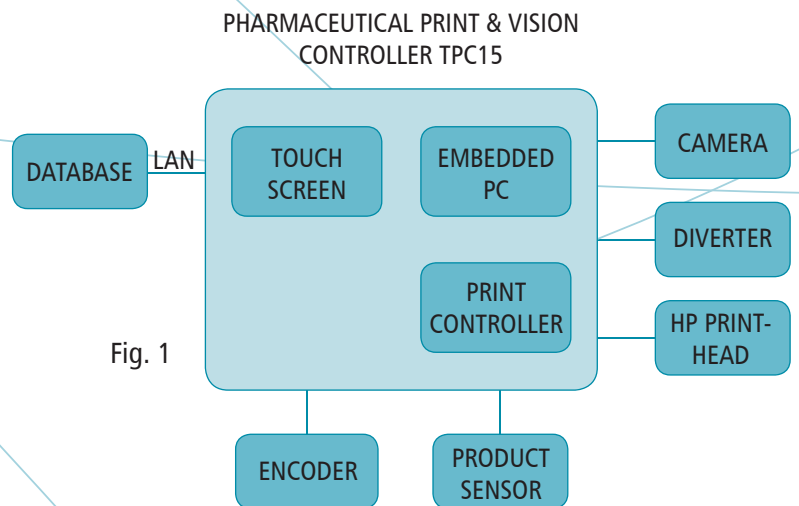 PHARMACEUTICAL PRINT & VISION
CONTROLLER TPC15
DATABASE
LAN
TOUCH
SCREEN
EMBEDDED
PC
PRINT
CONTROLLER
CAMERA
DIVERTER
HP PRINT-
HEAD
Fig. 1
ENCODER
PRODUCT
SENSOR